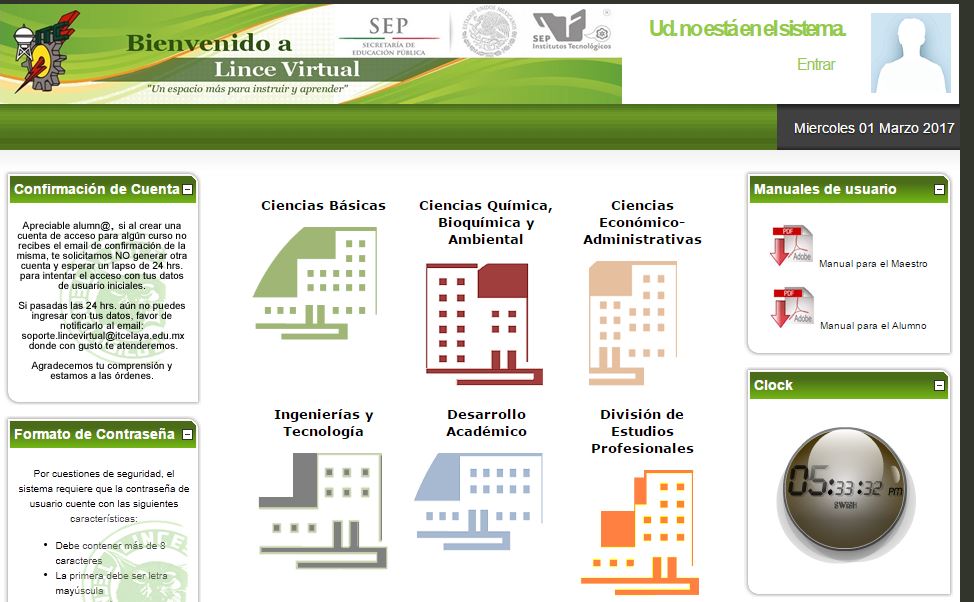 Bienvenido a
Lince Virtual
"Un espacio más para instruir y aprender"
SEP
SECRETARÍA DE
EDUCACIÓN PÚBLICA
SEP
Institutos Tecnológicos
Ud. no está en el sistema.
Entrar
Miercoles 01 Marzo 2017
Confirmación de Cuenta
Apreciable alumn@, si al crear una
cuenta de acceso para algún curso no
recibes el email de confirmación de la
misma, te solicitamos NO generar otra
cuenta y esperar un lapso de 24 hrs.
para intentar el acceso con tus datos
de usuario iniciales.
Si pasadas las 24 hrs. aún no puedes
ingresar con tus datos, favor de
notificarlo al email:
soporte.lincevirtual@itcelaya.edu.mx
donde con gusto te atenderemos.
Agradecemos tu comprensión y
estamos a las órdenes.
Formato de Contraseña
Por cuestiones de seguridad, el
sistema requiere que la contraseña de
usuario cuente con las siguientes
características:
• Debe contener más de 8
caracteres
• La primera debe ser letra
mayúscula
Ciencias Básicas
Ciencias Química,
Bioquímica y
Ambiental
Ciencias
Económico-
Administrativas
Ingenierías y
Tecnología
Desarrollo
Académico
División de
Estudios
Profesionales
Manuales de usuario
PDF
Adobe
Manual para el Maestro
PDF
Adobe
Manual para el Alumno
Clock
05:33:32 PM
SWISH